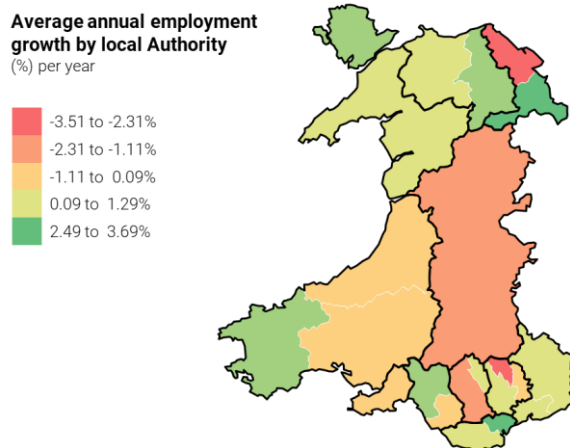 Average annual employment
growth by local Authority
(%) per year
-3.51 to -2.31%
-2.31 to -1.11%
-1.11 to 0.09%
0.09 to 1.29%
2.49 to 3.69%